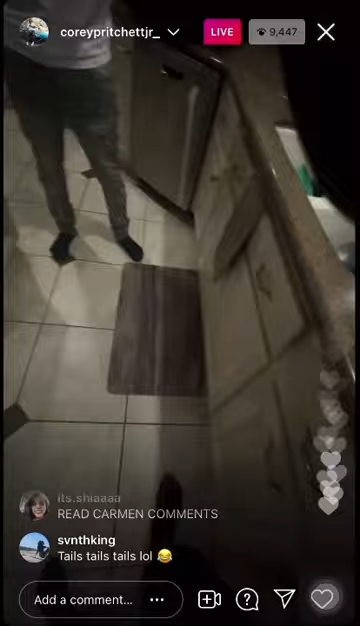 coreypritchettjr_
LIVE
9,447
its.shiaaaa
READ CARMEN COMMENTS
svnthking
Tails tails tails lol 😂
Add a comment...